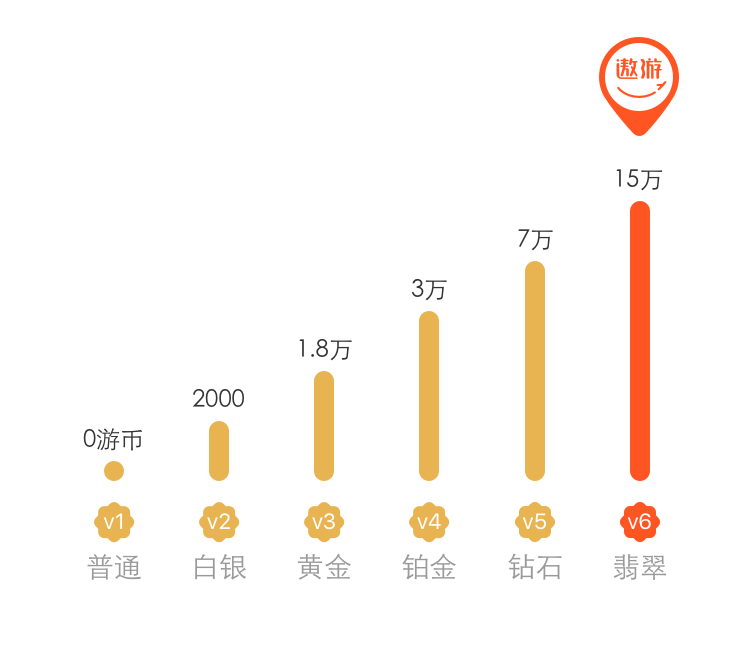 遨游
15万
7万
3万
1.8万
2000
0游币
v1 v2 v3 v4 v5 v6
普通 白银 黄金 铂金 钻石 翡翠